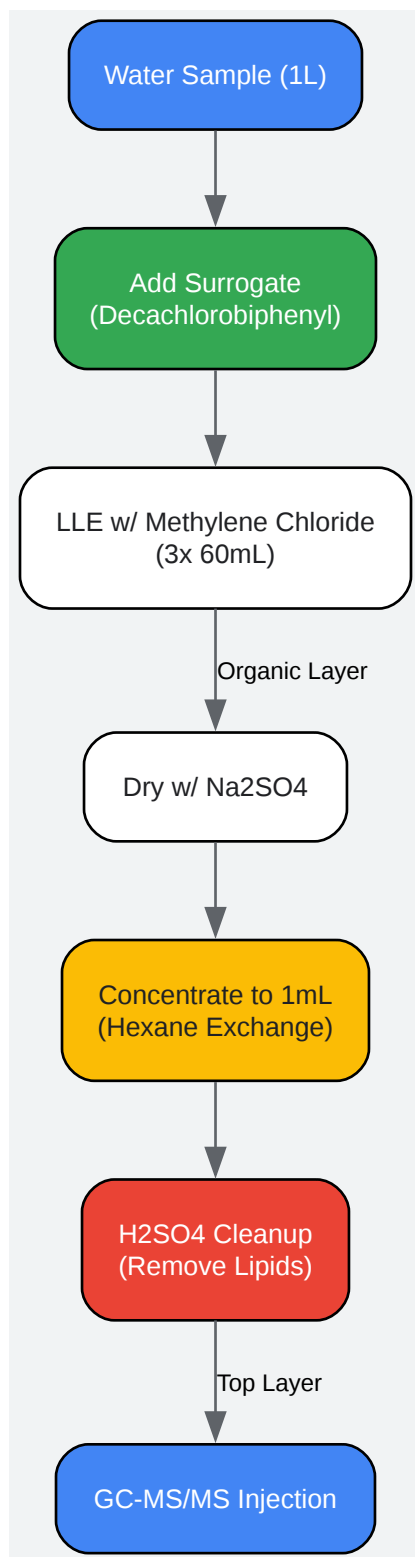 Water Sample (1L)
Add Surrogate
(Decachlorobiphenyl)
LLE w/ Methylene Chloride
(3x 60mL)
Organic Layer
Dry w/ Na2SO4
Concentrate to 1mL
(Hexane Exchange)
H2SO4 Cleanup
(Remove Lipids)
Top Layer
GC-MS/MS Injection